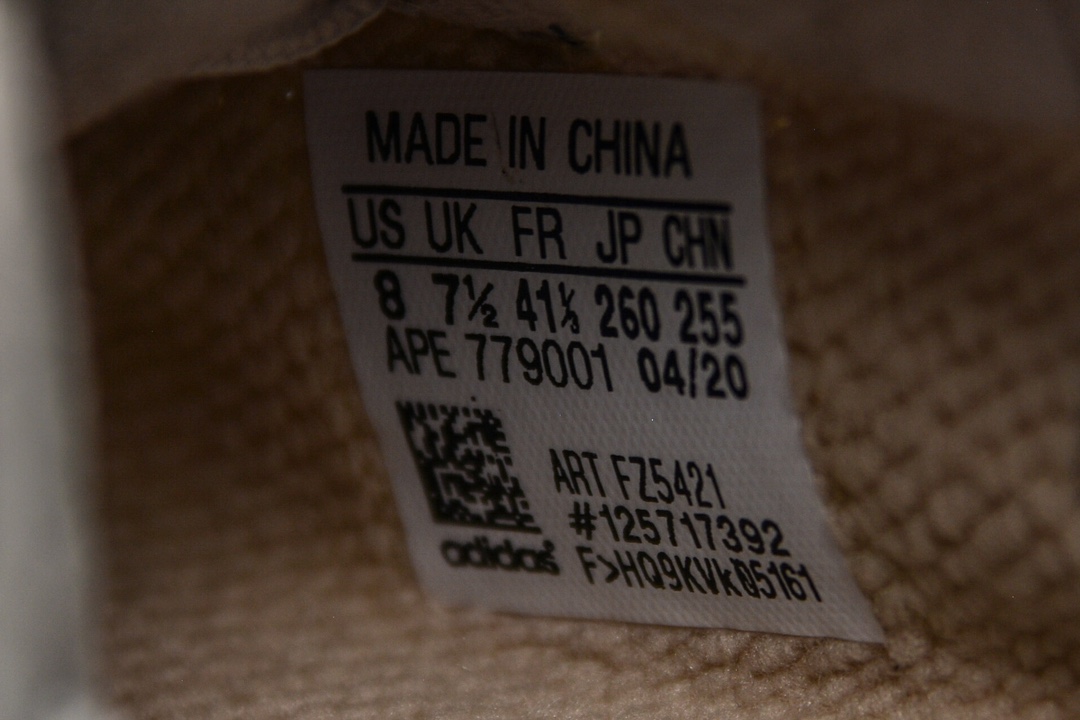 MADE IN CHINA
US UK FR JP CHN
8 7½ 41⅓ 260 255
APE 779001 04/20
ART FZ5421
#125717392
adidas